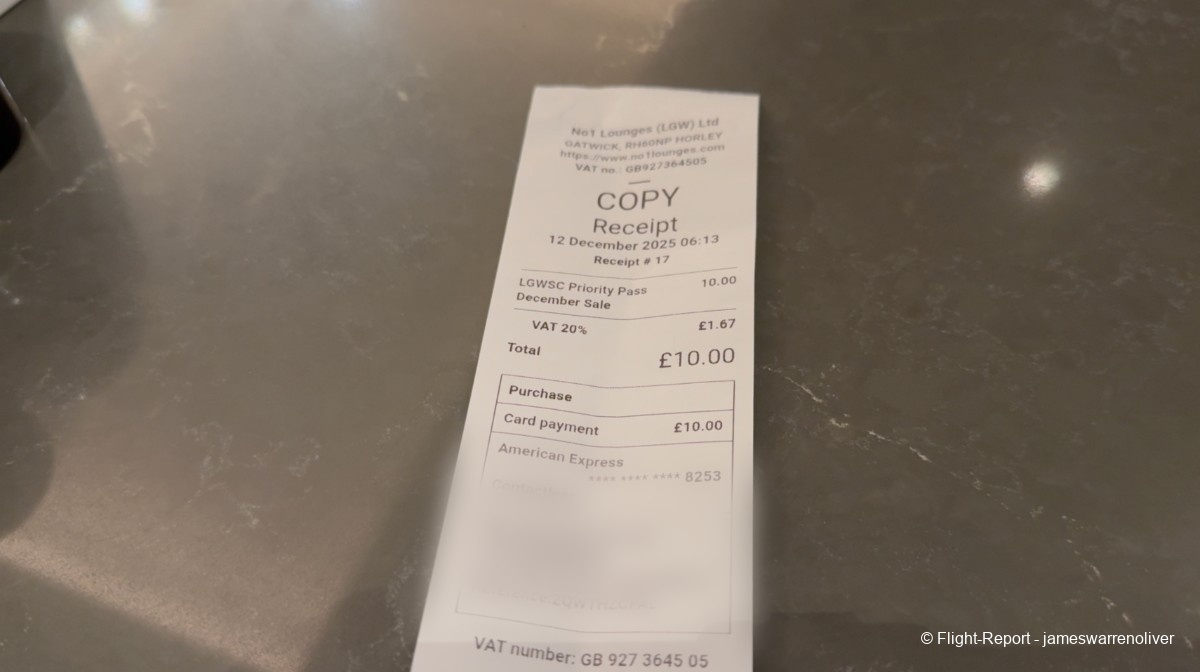 No1 Lounges (LGW) Ltd
GATWICK, RH60NP HORLEY
https://www.no1lounges.com
VAT no.: GB927364505
COPY
Receipt
12 December 2025 06:13
Receipt # 17
LGWSC Priority Pass 10.00
December Sale
VAT 20% £1.67
Total £10.00
Purchase
Card payment £10.00
American Express
**** **** **** 8253
VAT number: GB 927 3645 05
© Flight-Report - jameswarrenoliver